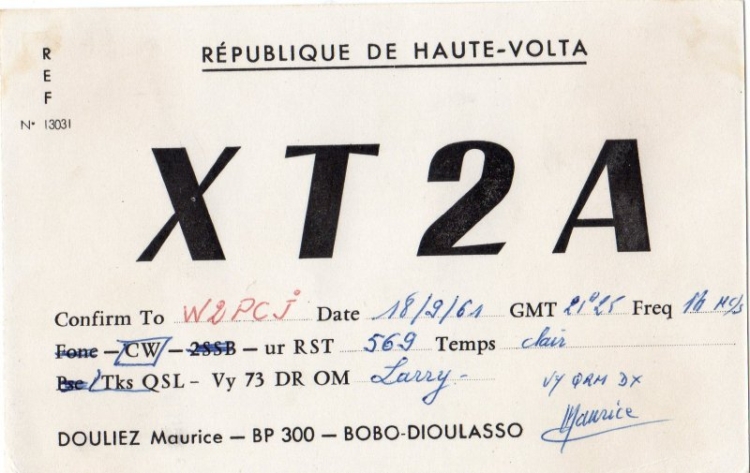 REF
N° 13031
RÉPUBLIQUE DE HAUTE-VOLTA
XT2A
Confirm To W2PCJ Date 18/9/61 GMT 21H25 Freq 14 Mc/s
Fone - CW - 2SSB - ur RST 569 Temps clair
Pse / Tks QSL - Vy 73 DR OM Larry-
VY QRM DX
Maurice
DOULIEZ Maurice - BP 300 - BOBO-DIOULASSO